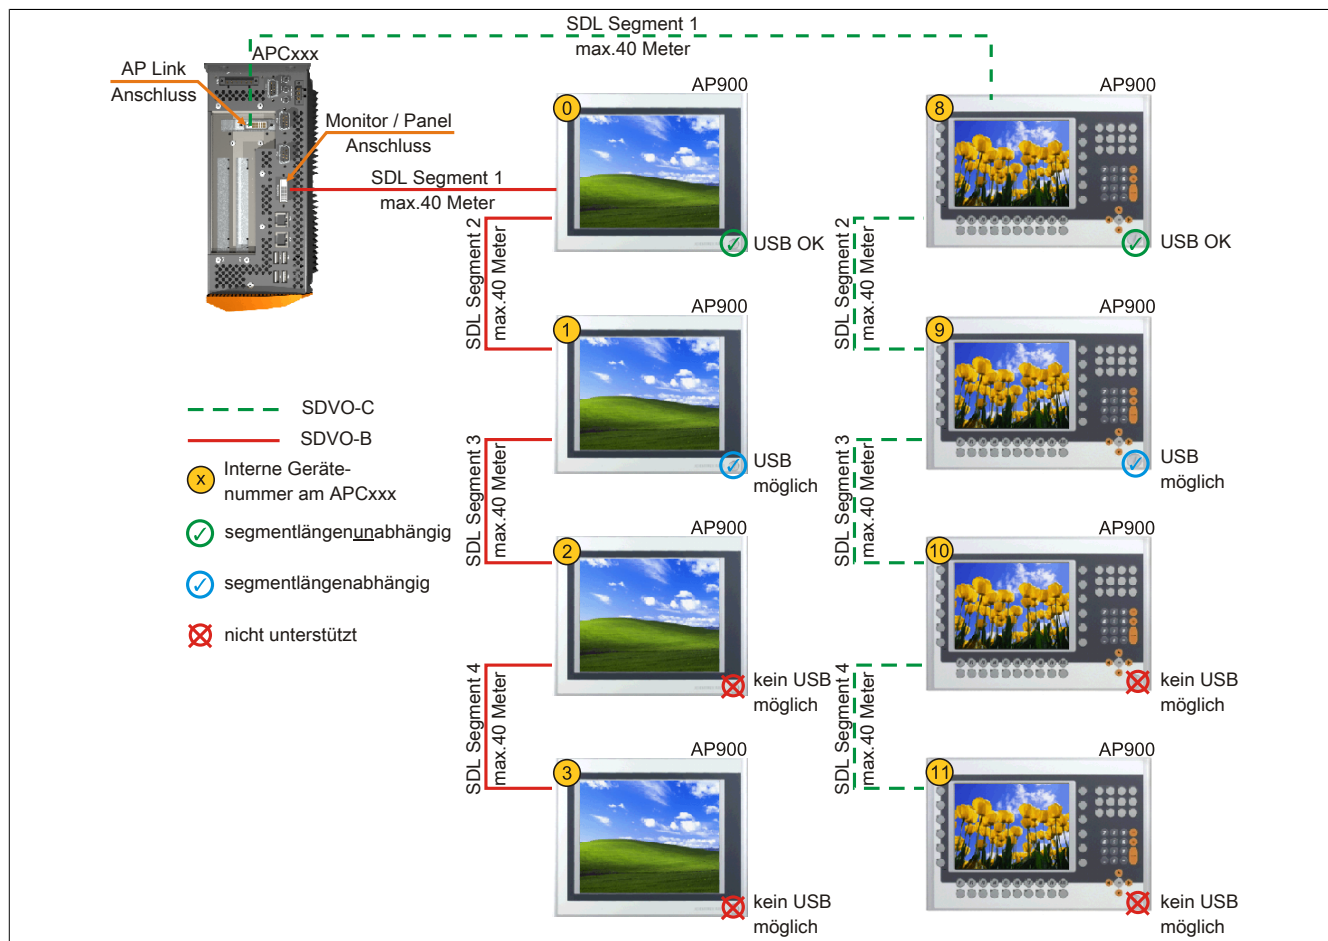 SDL Segment 1
max.40 Meter
APCxxx
AP Link
Anschluss
Monitor / Panel
Anschluss
SDL Segment 1
max.40 Meter
AP900
0
USB OK
AP900
8
USB OK
SDL Segment 2
max.40 Meter
SDL Segment 2
max.40 Meter
AP900
1
USB
möglich
AP900
9
USB
möglich
SDVO-C
SDVO-B
x
Interne Geräte-
nummer am APCxxx
segmentlängenunabhängig
segmentlängenabhängig
nicht unterstützt
SDL Segment 3
max.40 Meter
SDL Segment 3
max.40 Meter
AP900
2
kein USB
möglich
AP900
10
kein USB
möglich
SDL Segment 4
max.40 Meter
SDL Segment 4
max.40 Meter
AP900
3
kein USB
möglich
AP900
11
kein USB
möglich